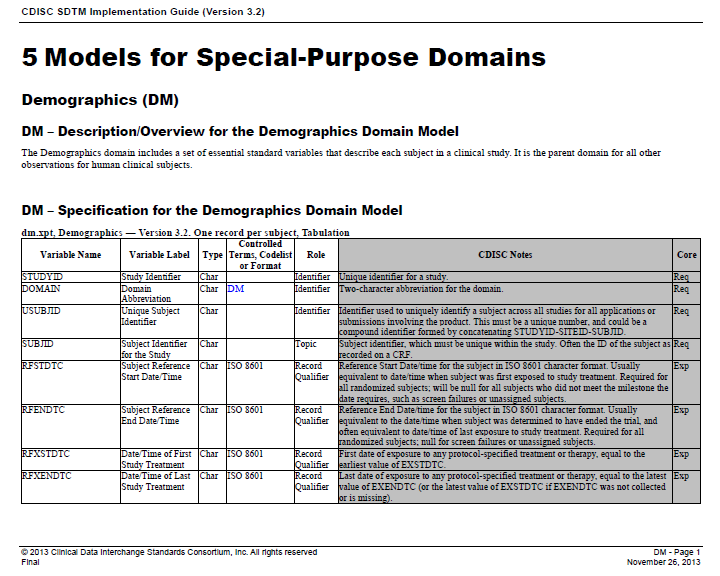 CDISC SDTM Implementation Guide (Version 3.2)
5 Models for Special-Purpose Domains
Demographics (DM)
DM – Description/Overview for the Demographics Domain Model
The Demographics domain includes a set of essential standard variables that describe each subject in a clinical study. It is the parent domain for all other
observations for human clinical subjects.
DM – Specification for the Demographics Domain Model
dm.xpt, Demographics — Version 3.2. One record per subject, Tabulation
Variable Name Variable Label Type Controlled Terms, Codelist or Format Role CDISC Notes Core
STUDYID Study Identifier Char Identifier Unique identifier for a study. Req
DOMAIN Domain Char DM Identifier Two-character abbreviation for the domain. Req
Abbreviation
USUBJID Unique Subject Char Identifier Identifier used to uniquely identify a subject across all studies for all applications or Req
Identifier submissions involving the product. This must be a unique number, and could be a
compound identifier formed by concatenating STUDYID-SITEID-SUBJID.
SUBJID Subject Identifier Char Topic Subject identifier, which must be unique within the study. Often the ID of the subject as Req
for the Study recorded on a CRF.
RFSTDTC Subject Reference Char ISO 8601 Record Reference Start Date/time for the subject in ISO 8601 character format. Usually Exp
Start Date/Time Qualifier equivalent to date/time when subject was first exposed to study treatment. Required for
all randomized subjects; will be null for all subjects who did not meet the milestone the
date requires, such as screen failures or unassigned subjects.
RFENDTC Subject Reference Char ISO 8601 Record Reference End Date/time for the subject in ISO 8601 character format. Usually Exp
End Date/Time Qualifier equivalent to the date/time when subject was determined to have ended the trial, and
often equivalent to date/time of last exposure to study treatment. Required for all
randomized subjects; null for screen failures or unassigned subjects.
RFXSTDTC Date/Time of First Char ISO 8601 Record First date of exposure to any protocol-specified treatment or therapy, equal to the Exp
Study Treatment Qualifier earliest value of EXSTDTC.
RFXENDTC Date/Time of Last Char ISO 8601 Record Last date of exposure to any protocol-specified treatment or therapy, equal to the latest Exp
Study Treatment Qualifier value of EXENDTC (or the latest value of EXSTDTC if EXENDTC was not collected
or is missing).
© 2013 Clinical Data Interchange Standards Consortium, Inc. All rights reserved DM - Page 1
Final November 26, 2013